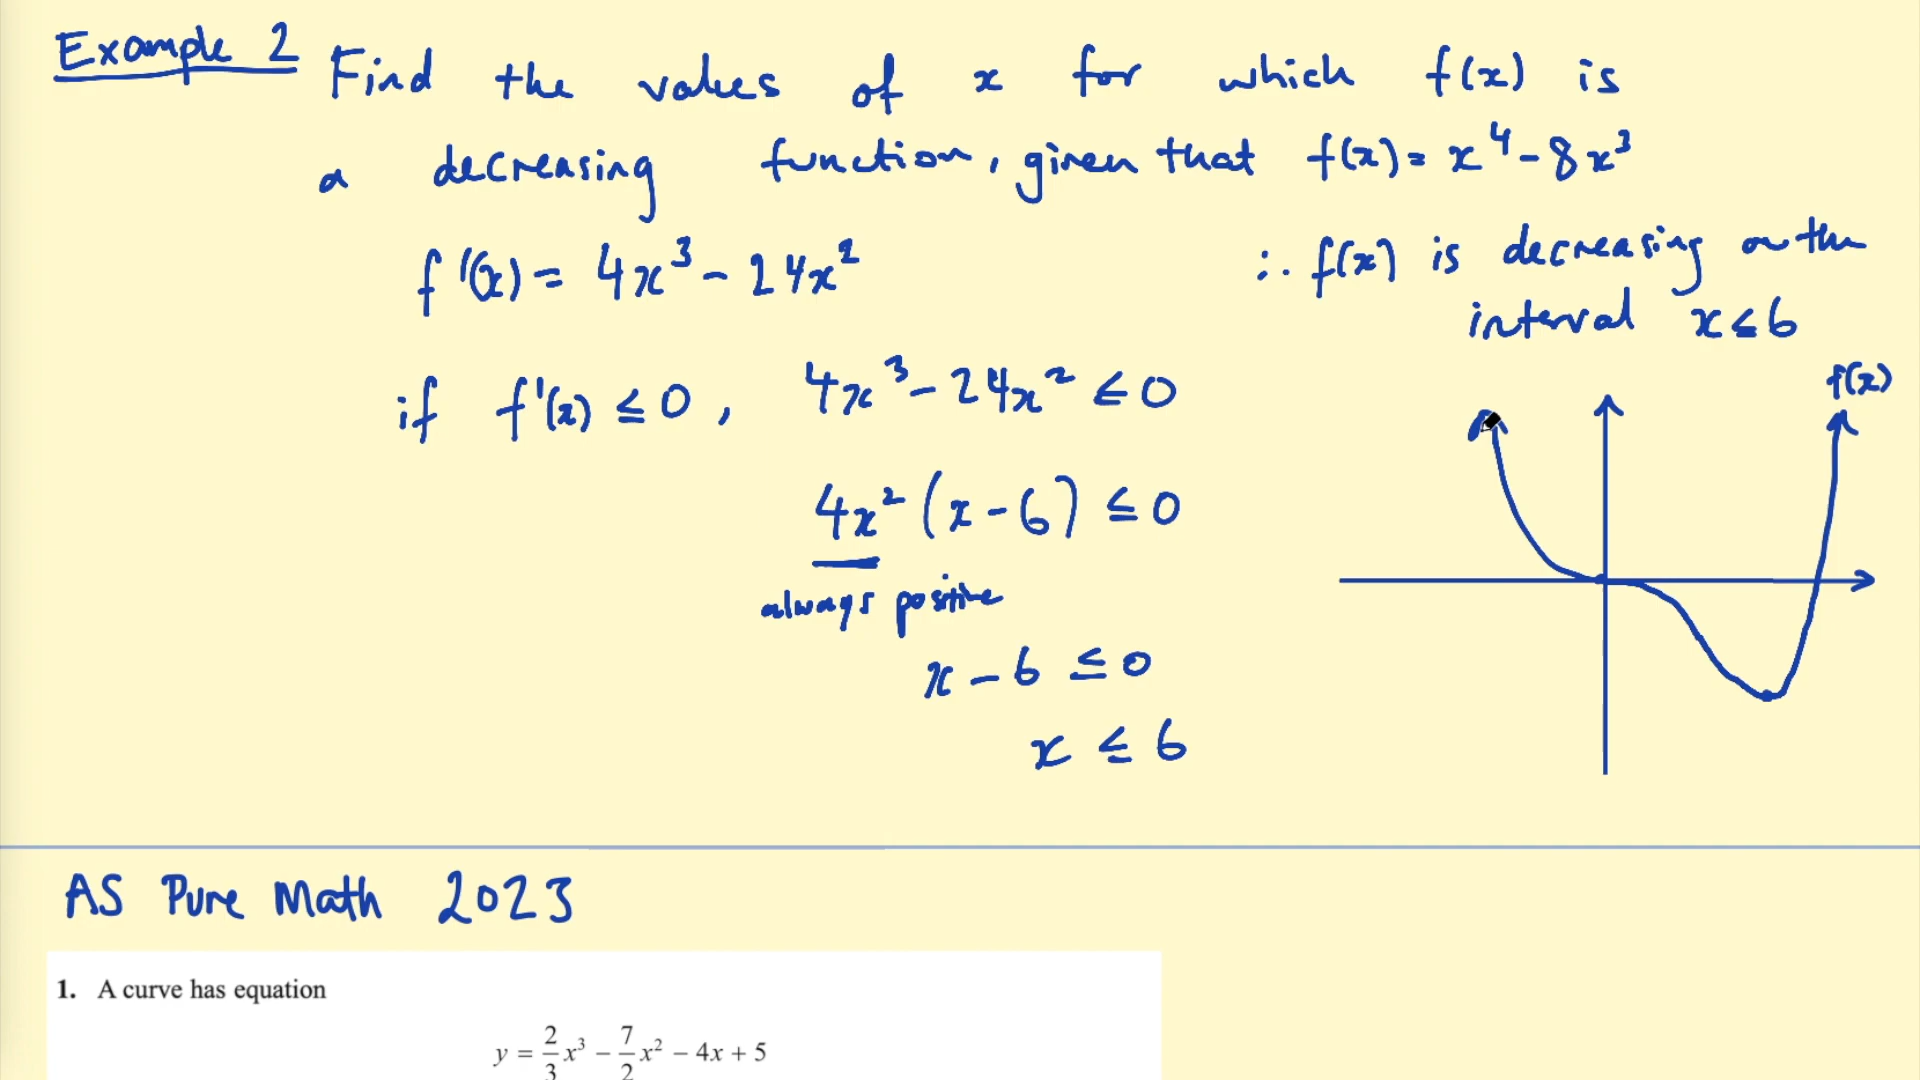 Example 2 Find the values of x for which f(x) is
a decreasing function, given that f(x) = x⁴ - 8x³
f'(x) = 4x³ - 24x²
if f'(x) ≤ 0, 4x³ - 24x² ≤ 0
4x² (x - 6) ≤ 0
always positive
x - 6 ≤ 0
x ≤ 6
∴ f(x) is decreasing on the
interval x ≤ 6
f(x)
AS Pure Math 2023
1. A curve has equation
y = 2/3 x³ - 7/2 x² - 4x + 5